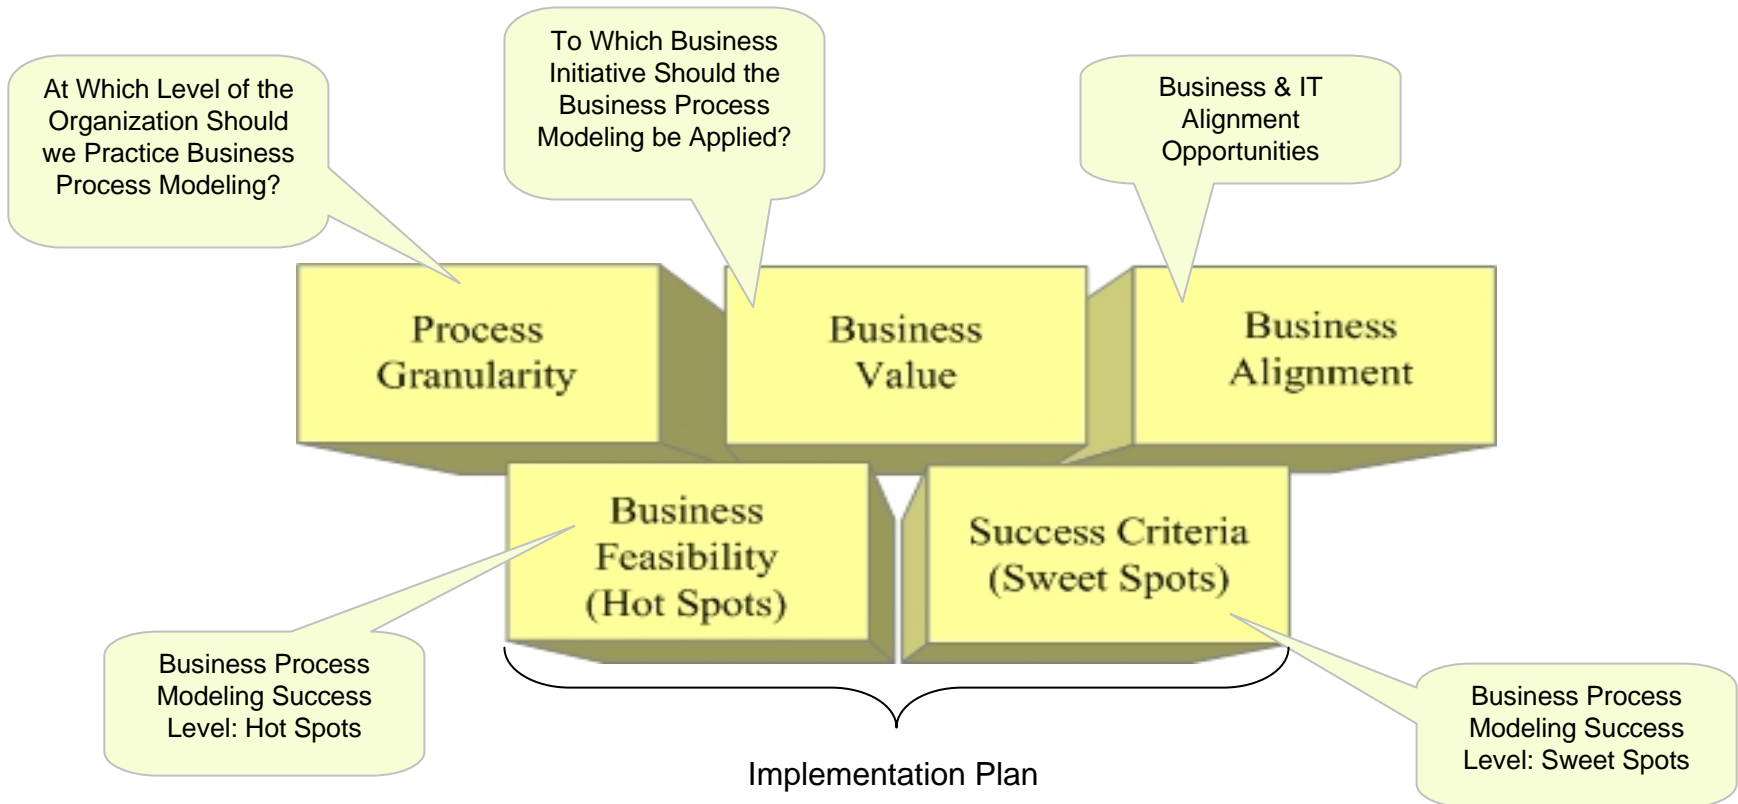 At Which Level of the
Organization Should
we Practice Business
Process Modeling?
To Which Business
Initiative Should the
Business Process
Modeling be Applied?
Business & IT
Alignment
Opportunities
Process
Granularity
Business
Value
Business
Alignment
Business
Feasibility
(Hot Spots)
Success Criteria
(Sweet Spots)
Business Process
Modeling Success
Level: Hot Spots
Business Process
Modeling Success
Level: Sweet Spots
Implementation Plan